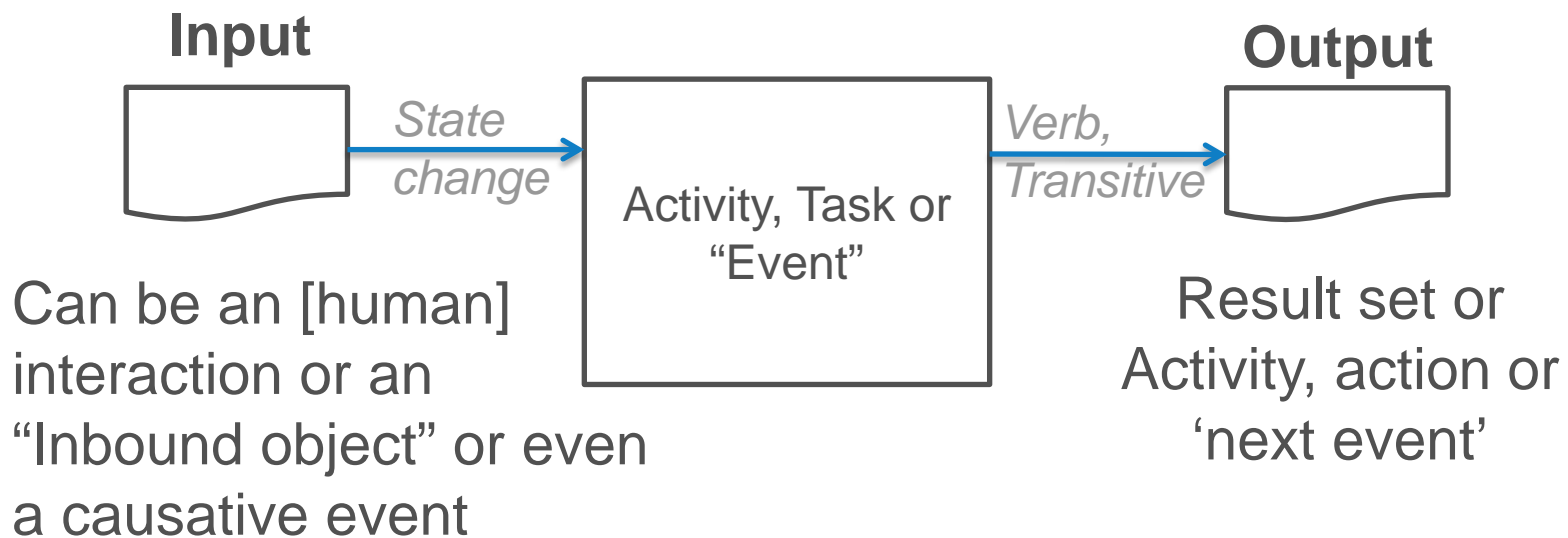 Input
Output
State
change
Verb,
Transitive
Activity, Task or
“Event”
Can be an [human]
interaction or an
“Inbound object” or even
a causative event
Result set or
Activity, action or
‘next event’